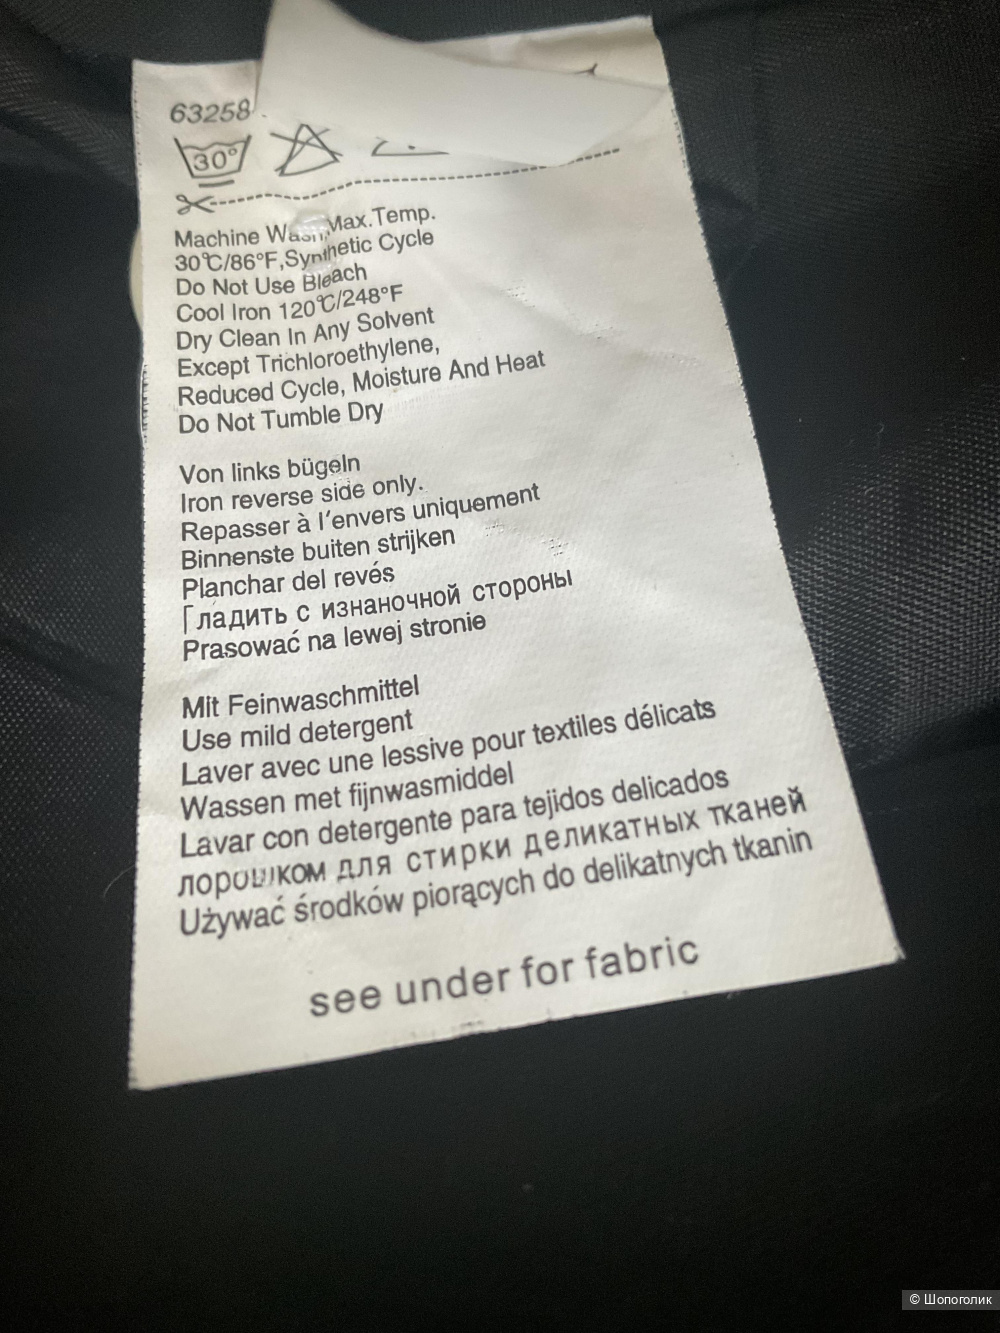 63258
30°
Machine Wash,Max.Temp.
30℃/86°F,Synthetic Cycle
Do Not Use Bleach
Cool Iron 120℃/248°F
Dry Clean In Any Solvent
Except Trichloroethylene,
Reduced Cycle, Moisture And Heat
Do Not Tumble Dry
Von links bügeln
Iron reverse side only.
Repasser à l'envers uniquement
Binnenste buiten strijken
Planchar del revés
Гладить с изнаночной стороны
Prasować na lewej stronie
Mit Feinwaschmittel
Use mild detergent
Laver avec une lessive pour textiles délicats
Wassen met fijnwasmiddel
Lavar con detergente para tejidos delicados
лорошком для стирки деликатных тканей
Używać środków piorących do delikatnych tkanin
see under for fabric
© Шопоголик